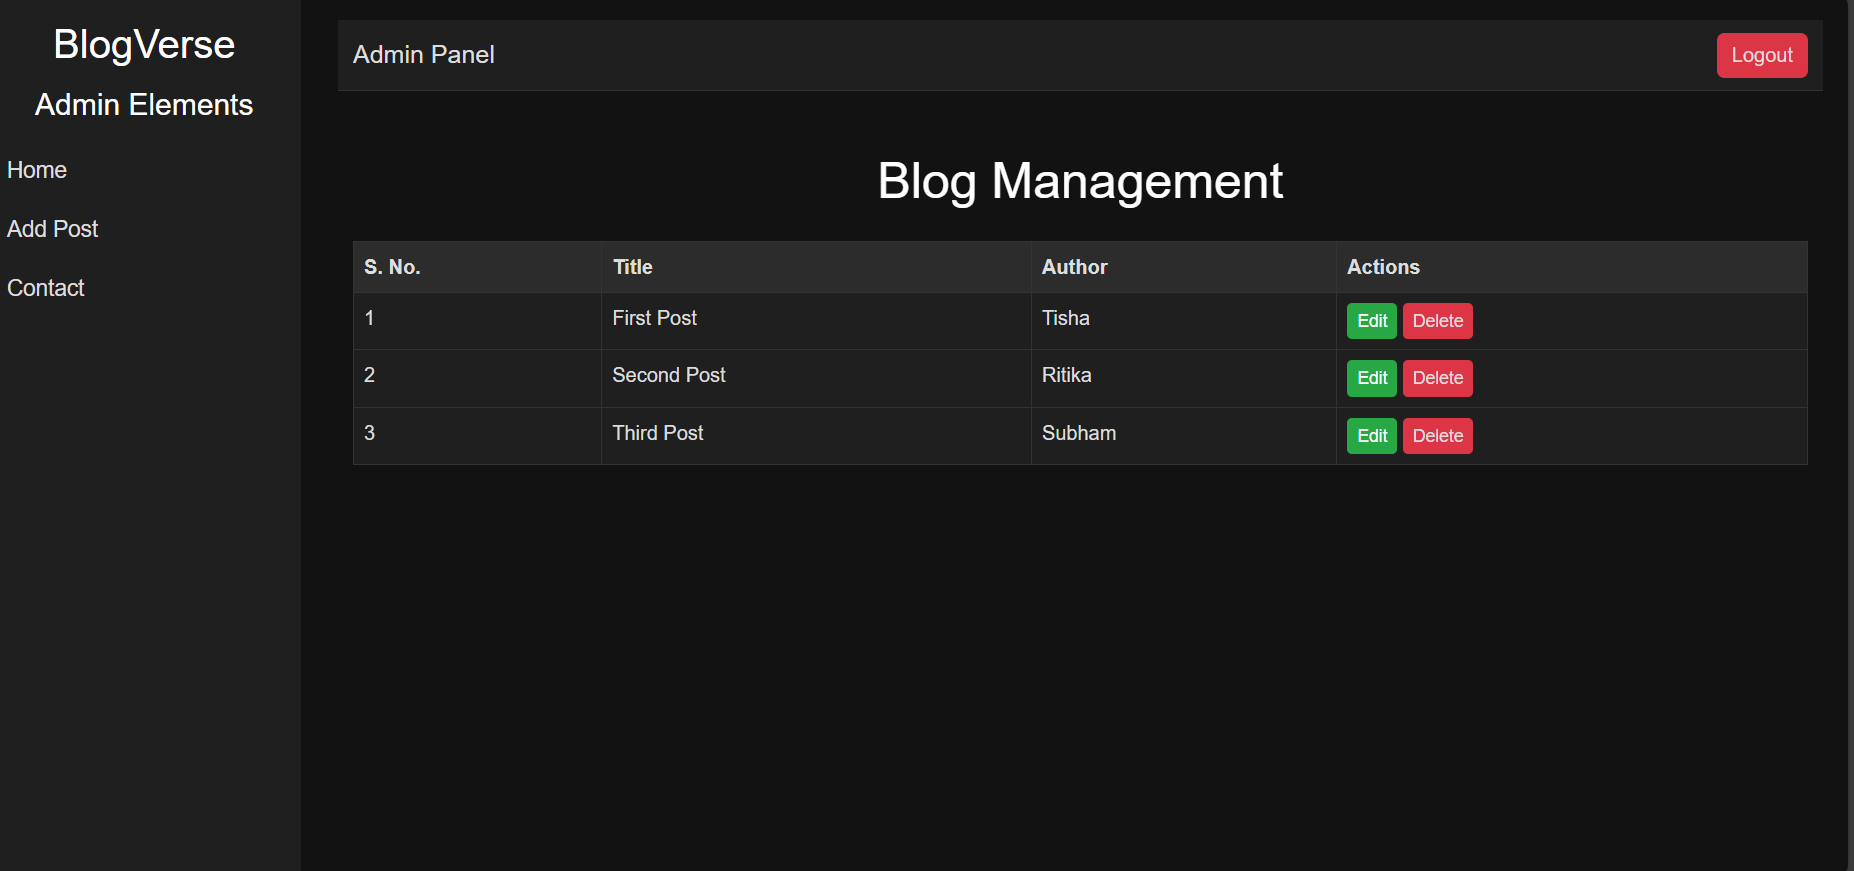 BlogVerse
Admin Elements
Home
Add Post
Contact
Admin Panel
Logout
Blog Management
S. No. Title Author Actions
1 First Post Tisha Edit Delete
2 Second Post Ritika Edit Delete
3 Third Post Subham Edit Delete